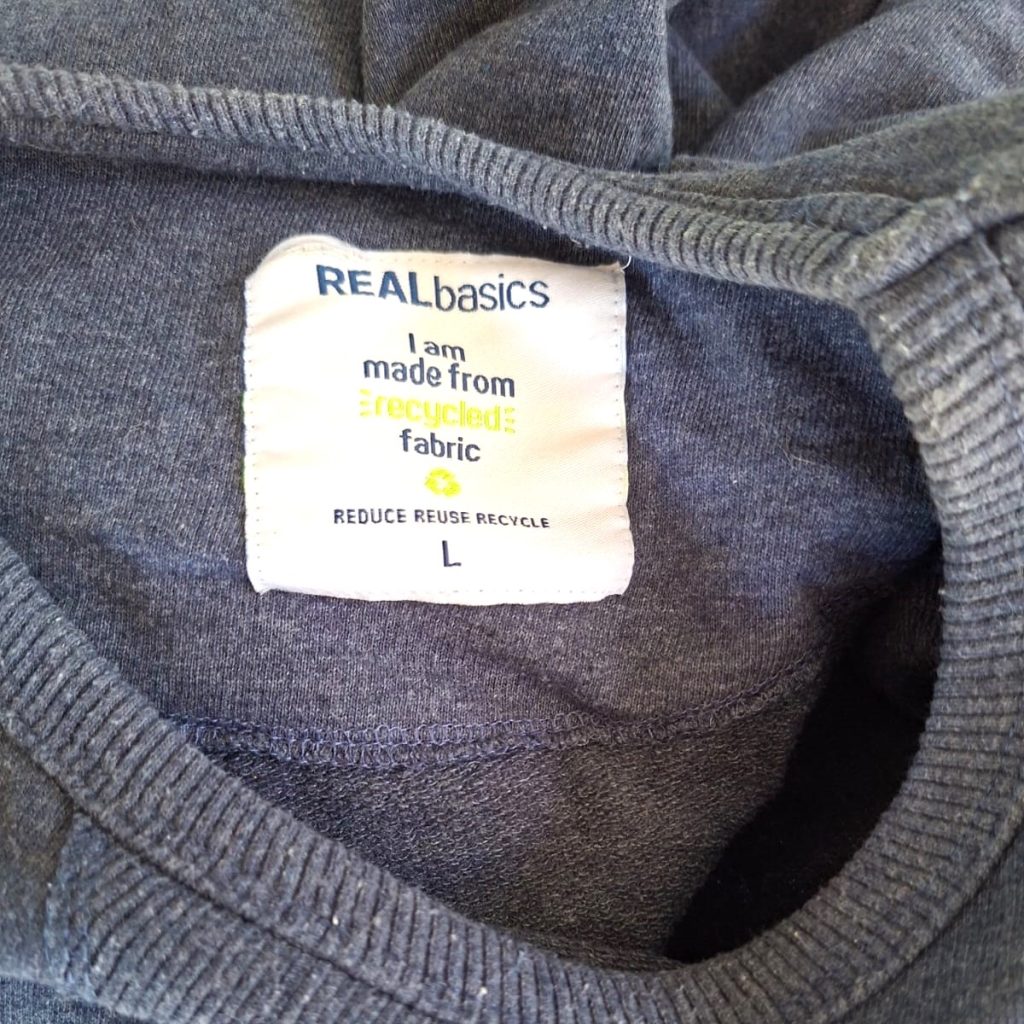 REALbasics
I am
made from
recycled
fabric
REDUCE REUSE RECYCLE
L